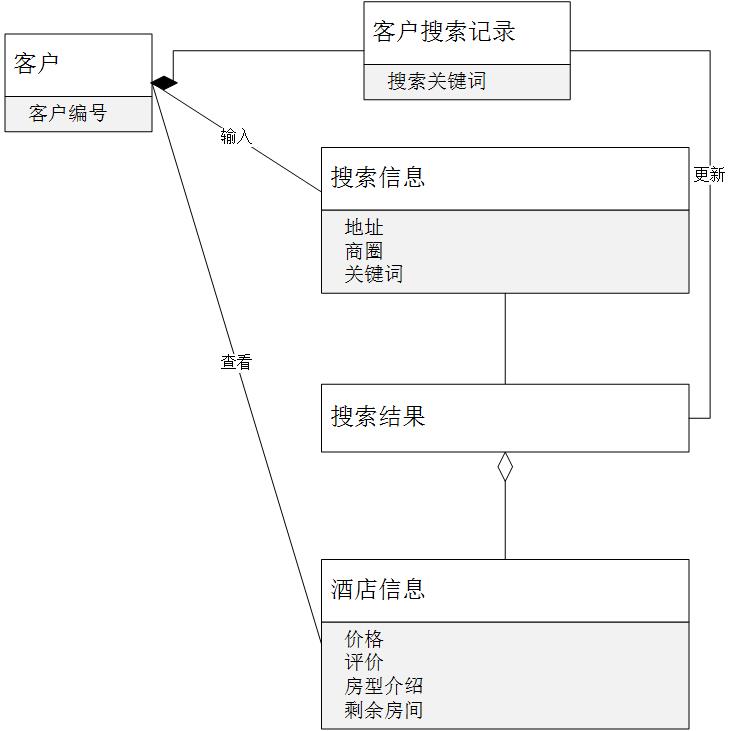 客户
客户编号
客户搜索记录
搜索关键词
输入
搜索信息
地址
商圈
关键词
更新
查看
搜索结果
酒店信息
价格
评价
房型介绍
剩余房间